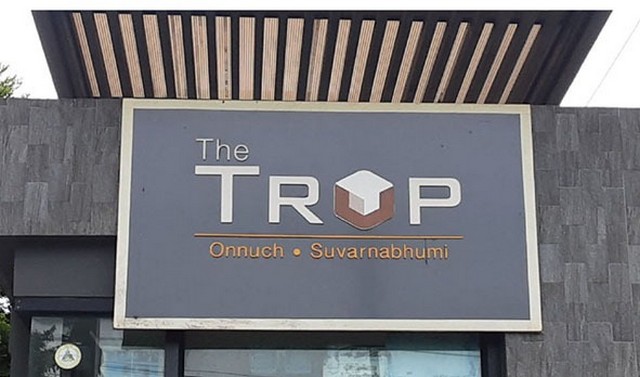 The
TROP
Onnuch • Suvarnabhumi